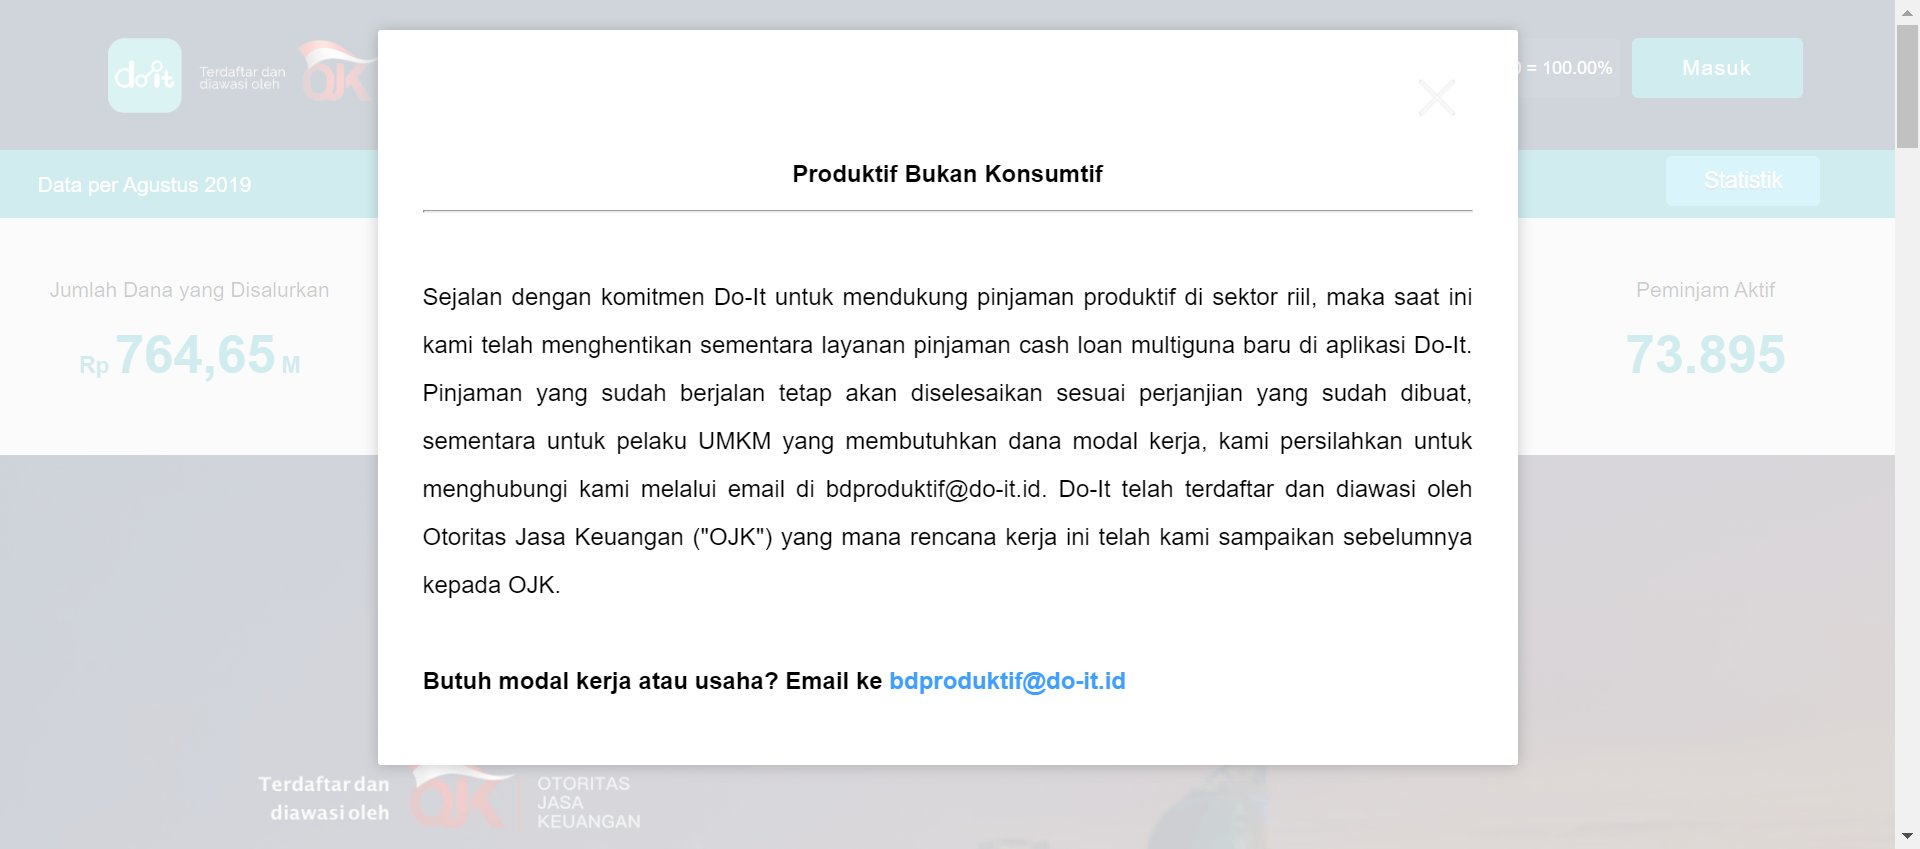 do-it
Terdaftar dan
diawasi oleh
OJK
= 100.00%
Masuk
Data per Agustus 2019
Statistik
Jumlah Dana yang Disalurkan
Rp 764,65 M
Peminjam Aktif
73.895
Produktif Bukan Konsumtif
Sejalan dengan komitmen Do-It untuk mendukung pinjaman produktif di sektor riil, maka saat ini
kami telah menghentikan sementara layanan pinjaman cash loan multiguna baru di aplikasi Do-It.
Pinjaman yang sudah berjalan tetap akan diselesaikan sesuai perjanjian yang sudah dibuat,
sementara untuk pelaku UMKM yang membutuhkan dana modal kerja, kami persilahkan untuk
menghubungi kami melalui email di bdproduktif@do-it.id. Do-It telah terdaftar dan diawasi oleh
Otoritas Jasa Keuangan ("OJK") yang mana rencana kerja ini telah kami sampaikan sebelumnya
kepada OJK.
Butuh modal kerja atau usaha? Email ke bdproduktif@do-it.id
Terdaftar dan
diawasi oleh
OJK
OTORITAS
JASA
KEUANGAN